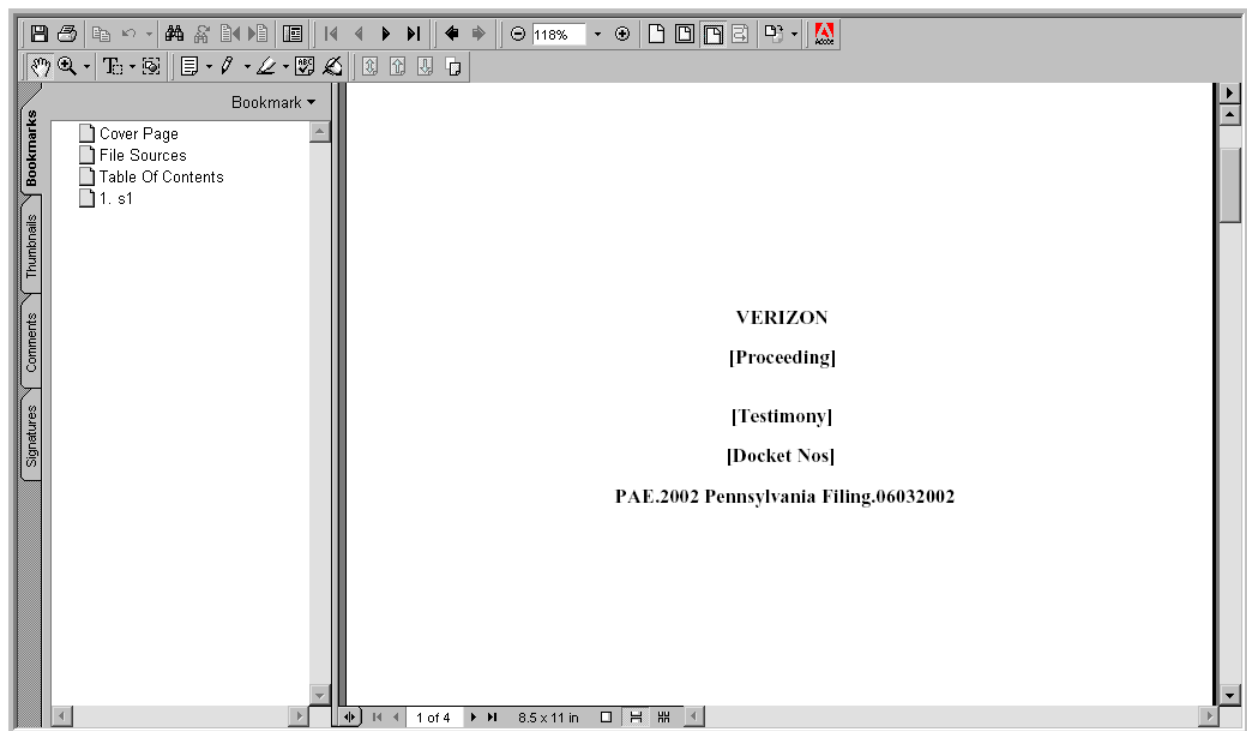 118%
Adobe
Bookmark
Bookmarks
Thumbnails
Comments
Signatures
Cover Page
File Sources
Table Of Contents
1. s1
VERIZON
[Proceeding]
[Testimony]
[Docket Nos]
PAE.2002 Pennsylvania Filing.06032002
1 of 4
8.5 x 11 in